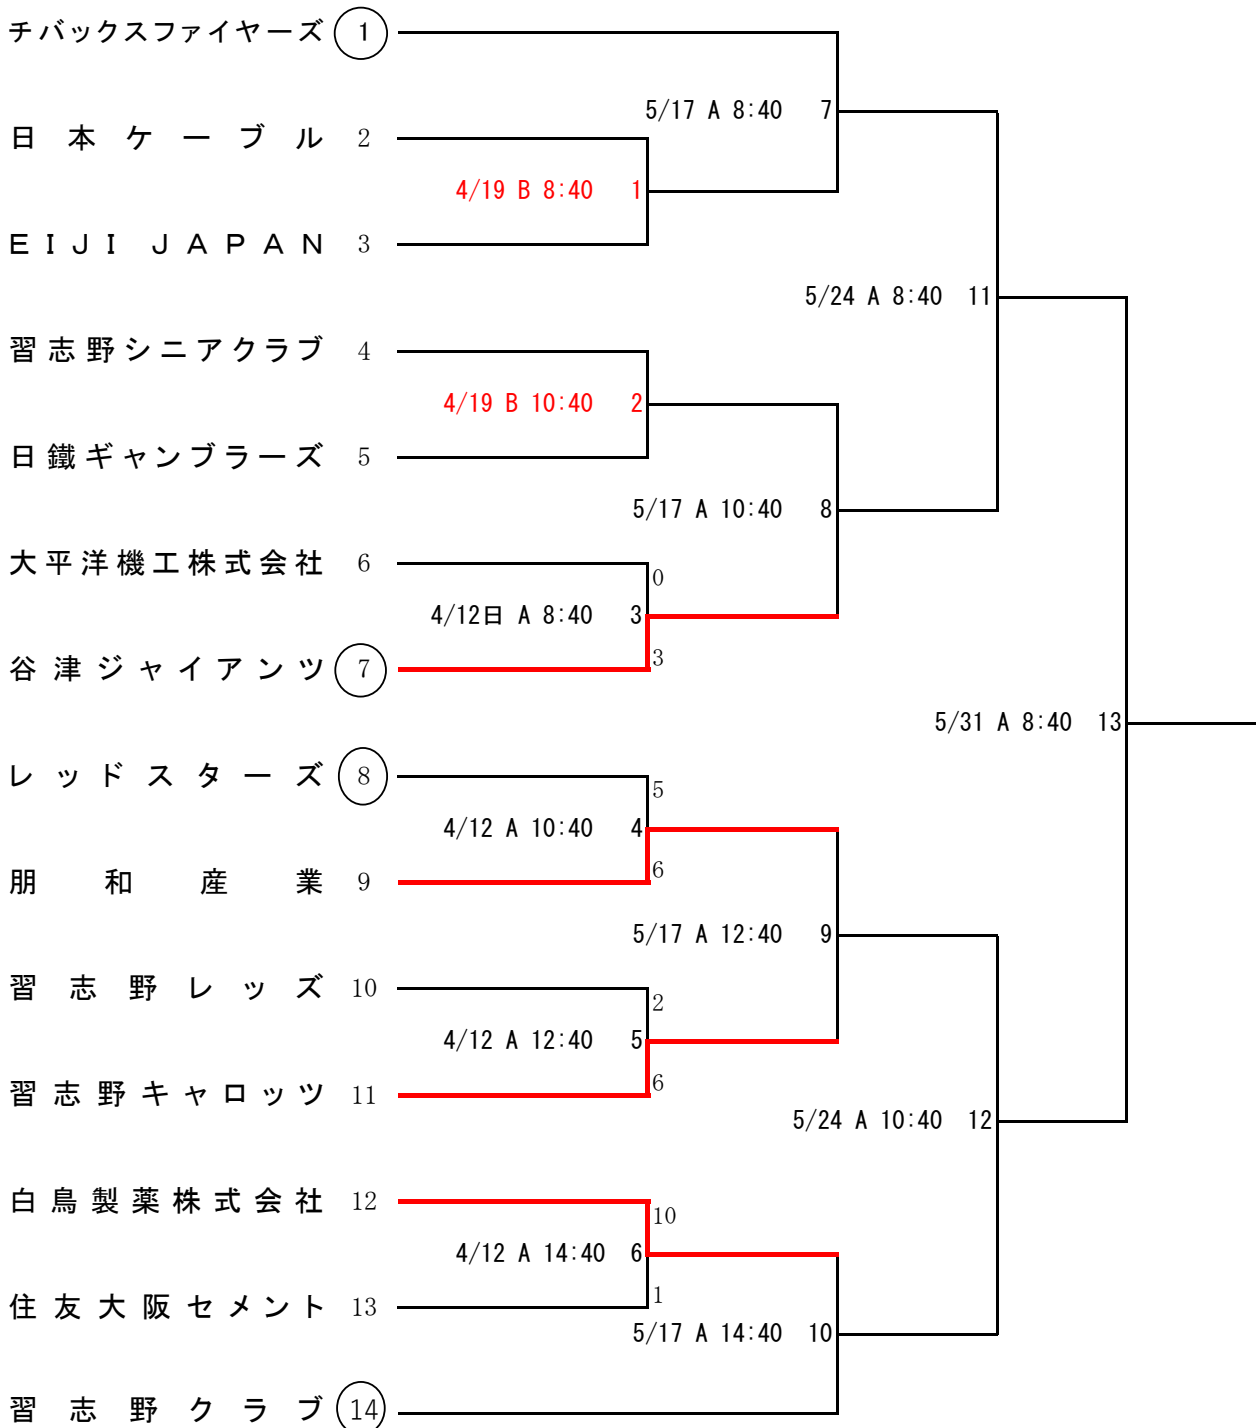 チバックスファイヤーズ 1
5/17 A 8:40 7
日本ケーブル 2
4/19 B 8:40 1
ＥＩＪＩ ＪＡＰＡＮ 3
5/24 A 8:40 11
習志野シニアクラブ 4
4/19 B 10:40 2
日鐵ギャンブラーズ 5
5/17 A 10:40 8
大平洋機工株式会社 6
0
4/12日 A 8:40 3
谷津ジャイアンツ 7
3
5/31 A 8:40 13
レッドスターズ 8
5
4/12 A 10:40 4
朋和産業 9
6
5/17 A 12:40 9
習志野レッズ 10
2
4/12 A 12:40 5
習志野キャロッツ 11
6
5/24 A 10:40 12
白鳥製薬株式会社 12
10
4/12 A 14:40 6
住友大阪セメント 13
1
5/17 A 14:40 10
習志野クラブ 14